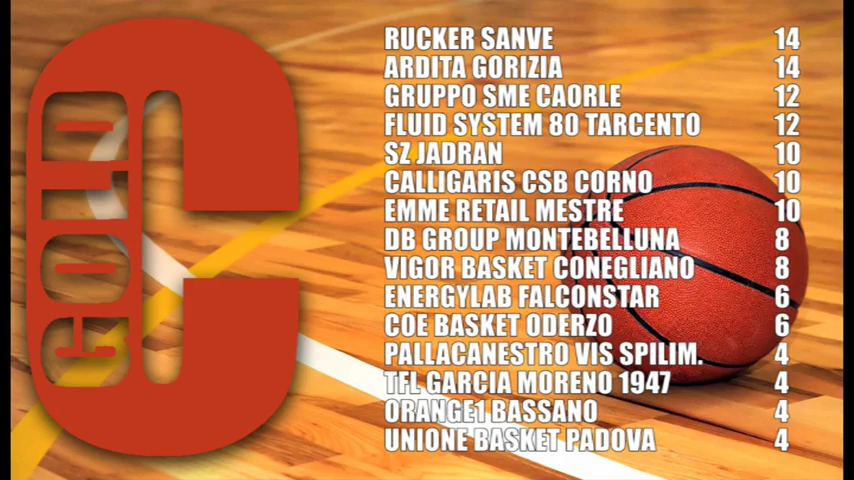 C GOLD
RUCKER SANVE 14
ARDITA GORIZIA 14
GRUPPO SME CAORLE 12
FLUID SYSTEM 80 TARCENTO 12
SZ JADRAN 10
CALLIGARIS CSB CORNO 10
EMME RETAIL MESTRE 10
DB GROUP MONTEBELLUNA 8
VIGOR BASKET CONEGLIANO 8
ENERGYLAB FALCONSTAR 6
COE BASKET ODERZO 6
PALLACANESTRO VIS SPILIM. 4
TFL GARCIA MORENO 1947 4
ORANGE1 BASSANO 4
UNIONE BASKET PADOVA 4